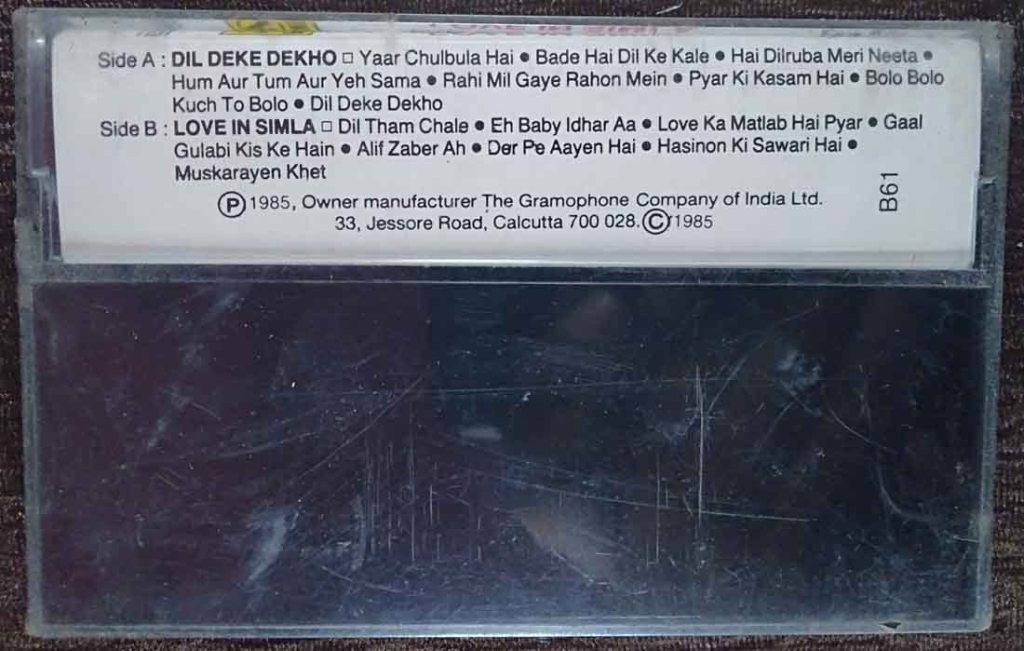 Side A : DIL DEKE DEKHO □ Yaar Chulbula Hai ● Bade Hai Dil Ke Kale ● Hai Dilruba Meri Neeta ●
Hum Aur Tum Aur Yeh Sama ● Rahi Mil Gaye Rahon Mein ● Pyar Ki Kasam Hai ● Bolo Bolo
Kuch To Bolo ● Dil Deke Dekho
Side B : LOVE IN SIMLA □ Dil Tham Chale ● Eh Baby Idhar Aa ● Love Ka Matlab Hai Pyar ● Gaal
Gulabi Kis Ke Hain ● Alif Zaber Ah ● Der Pe Aayen Hai ● Hasinon Ki Sawari Hai ●
Muskarayen Khet
Ⓟ 1985, Owner manufacturer The Gramophone Company of India Ltd.
33, Jessore Road, Calcutta 700 028. © 1985
B61